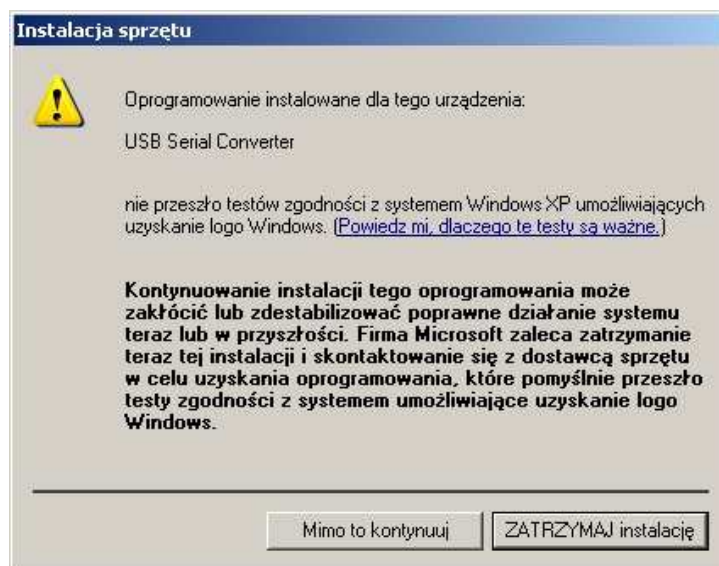 Instalacja sprzętu
Oprogramowanie instalowane dla tego urządzenia:
USB Serial Converter
nie przeszło testów zgodności z systemem Windows XP umożliwiających
uzyskanie logo Windows. (Powiedz mi, dlaczego te testy są ważne.)
Kontynuowanie instalacji tego oprogramowania może
zakłócić lub zdestabilizować poprawne działanie systemu
teraz lub w przyszłości. Firma Microsoft zaleca zatrzymanie
teraz tej instalacji i skontaktowanie się z dostawcą sprzętu
w celu uzyskania oprogramowania, które pomyślnie przeszło
testy zgodności z systemem umożliwiające uzyskanie logo
Windows.
Mimo to kontynuuj
ZATRZYMAJ instalację